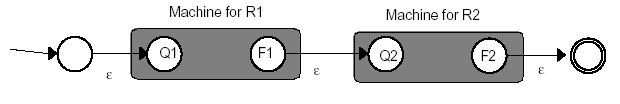 Machine for R1
Machine for R2
Q1
F1
Q2
F2
ε
ε
ε